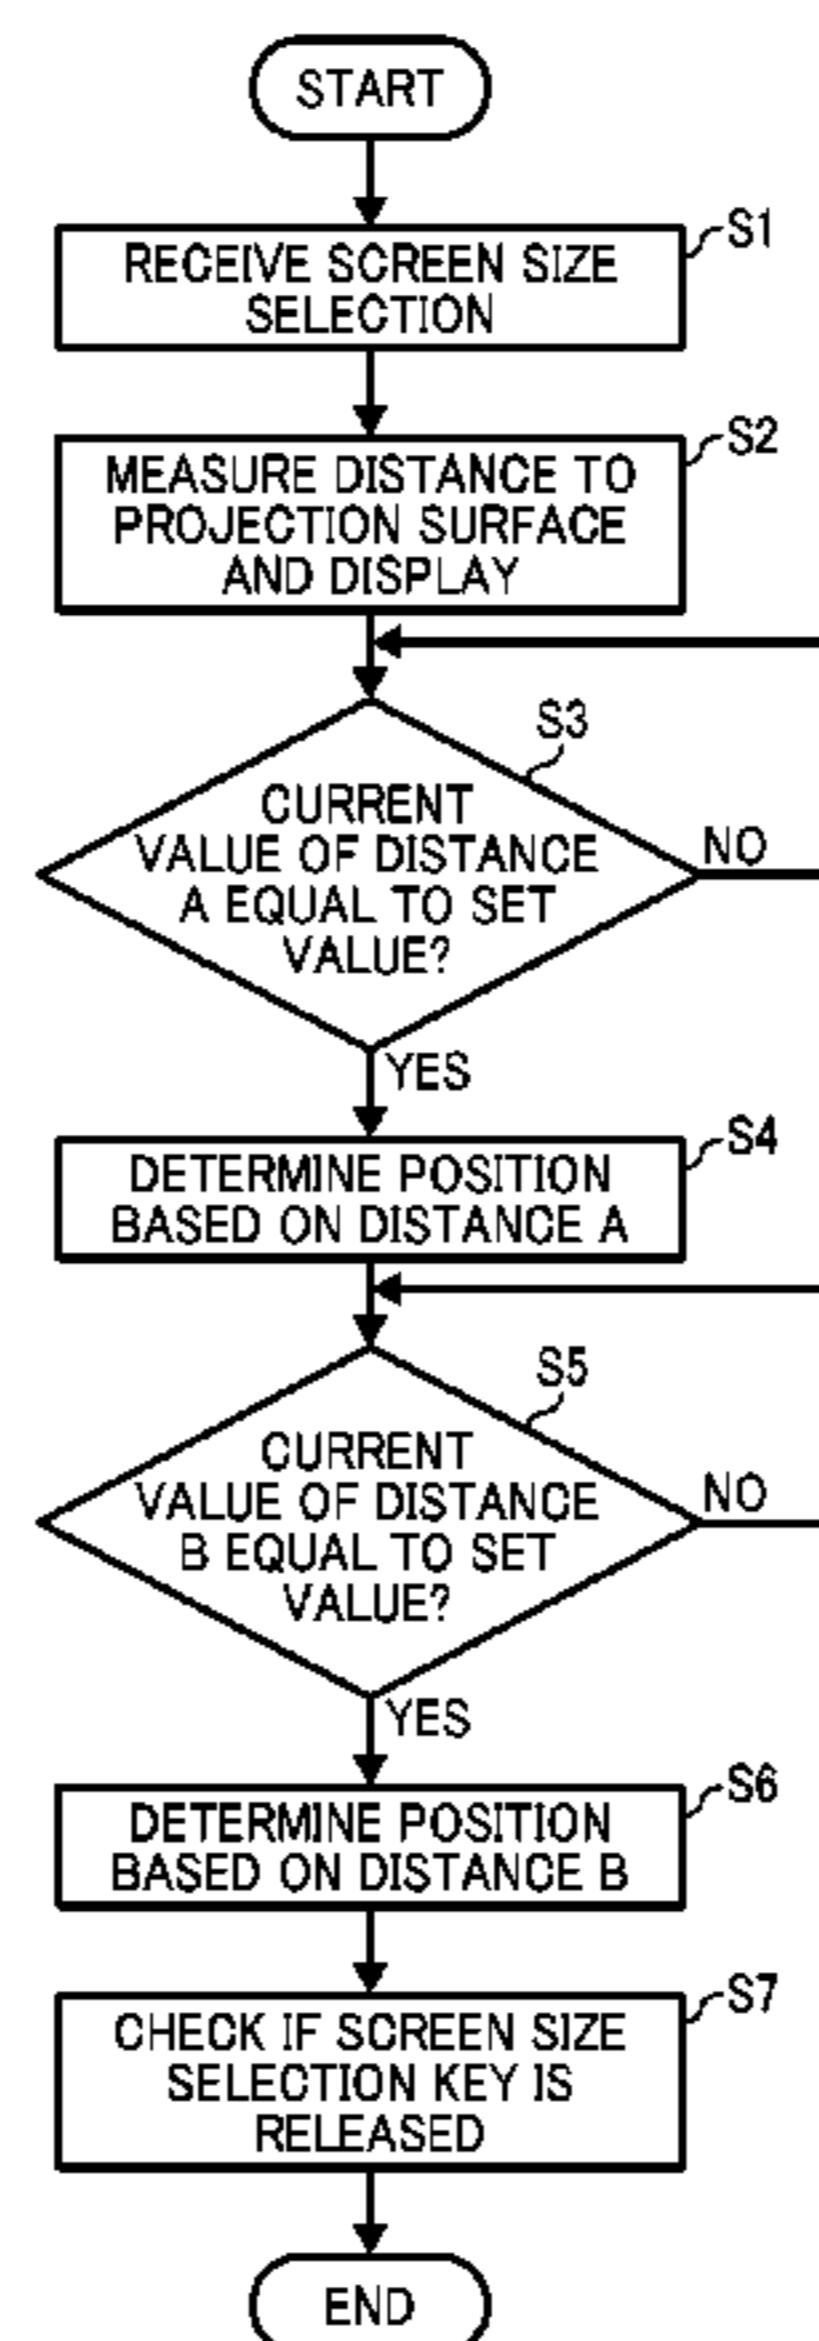 START
S1
RECEIVE SCREEN SIZE
SELECTION
S2
MEASURE DISTANCE TO
PROJECTION SURFACE
AND DISPLAY
S3
CURRENT
VALUE OF DISTANCE
A EQUAL TO SET
VALUE?
NO
YES
S4
DETERMINE POSITION
BASED ON DISTANCE A
S5
CURRENT
VALUE OF DISTANCE
B EQUAL TO SET
VALUE?
NO
YES
S6
DETERMINE POSITION
BASED ON DISTANCE B
S7
CHECK IF SCREEN SIZE
SELECTION KEY IS
RELEASED
END